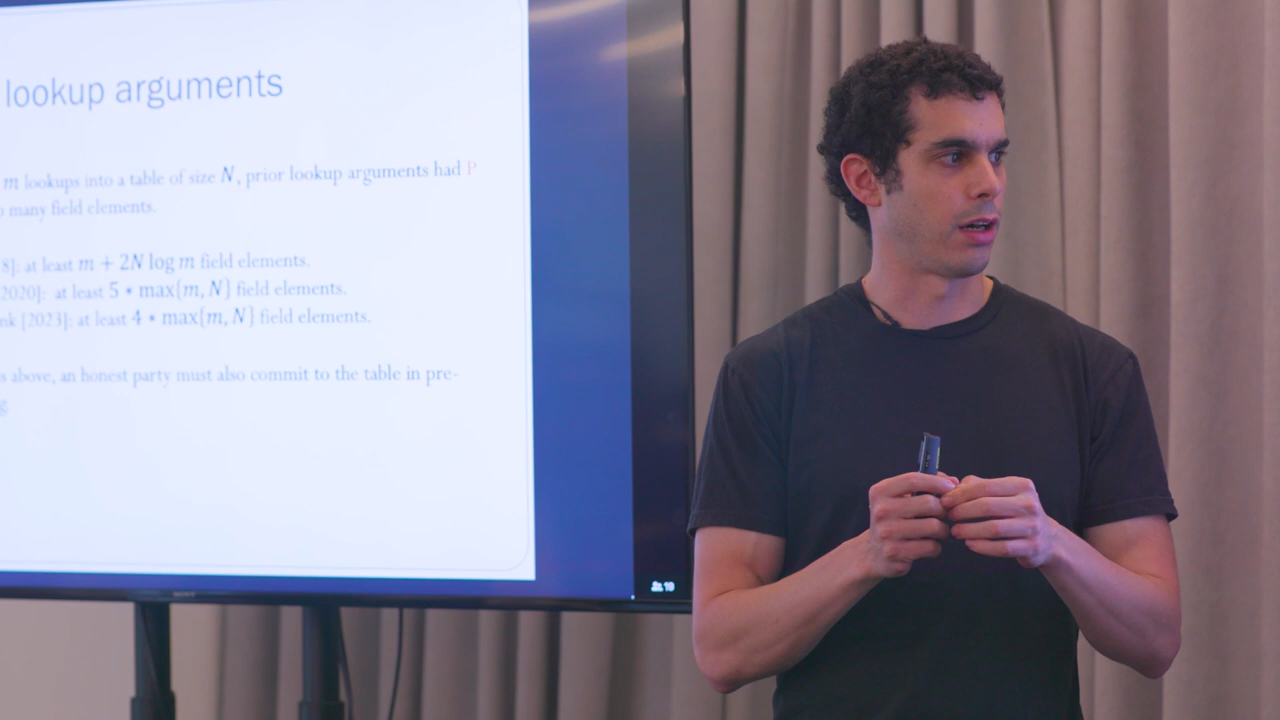 lookup arguments
m lookups into a table of size N, prior lookup arguments had P
many field elements.
8]: at least m + 2N log m field elements.
2020]: at least 5 * max{m, N} field elements.
nk [2023]: at least 4 * max{m, N} field elements.
s above, an honest party must also commit to the table in pre-
g.
SONY
19